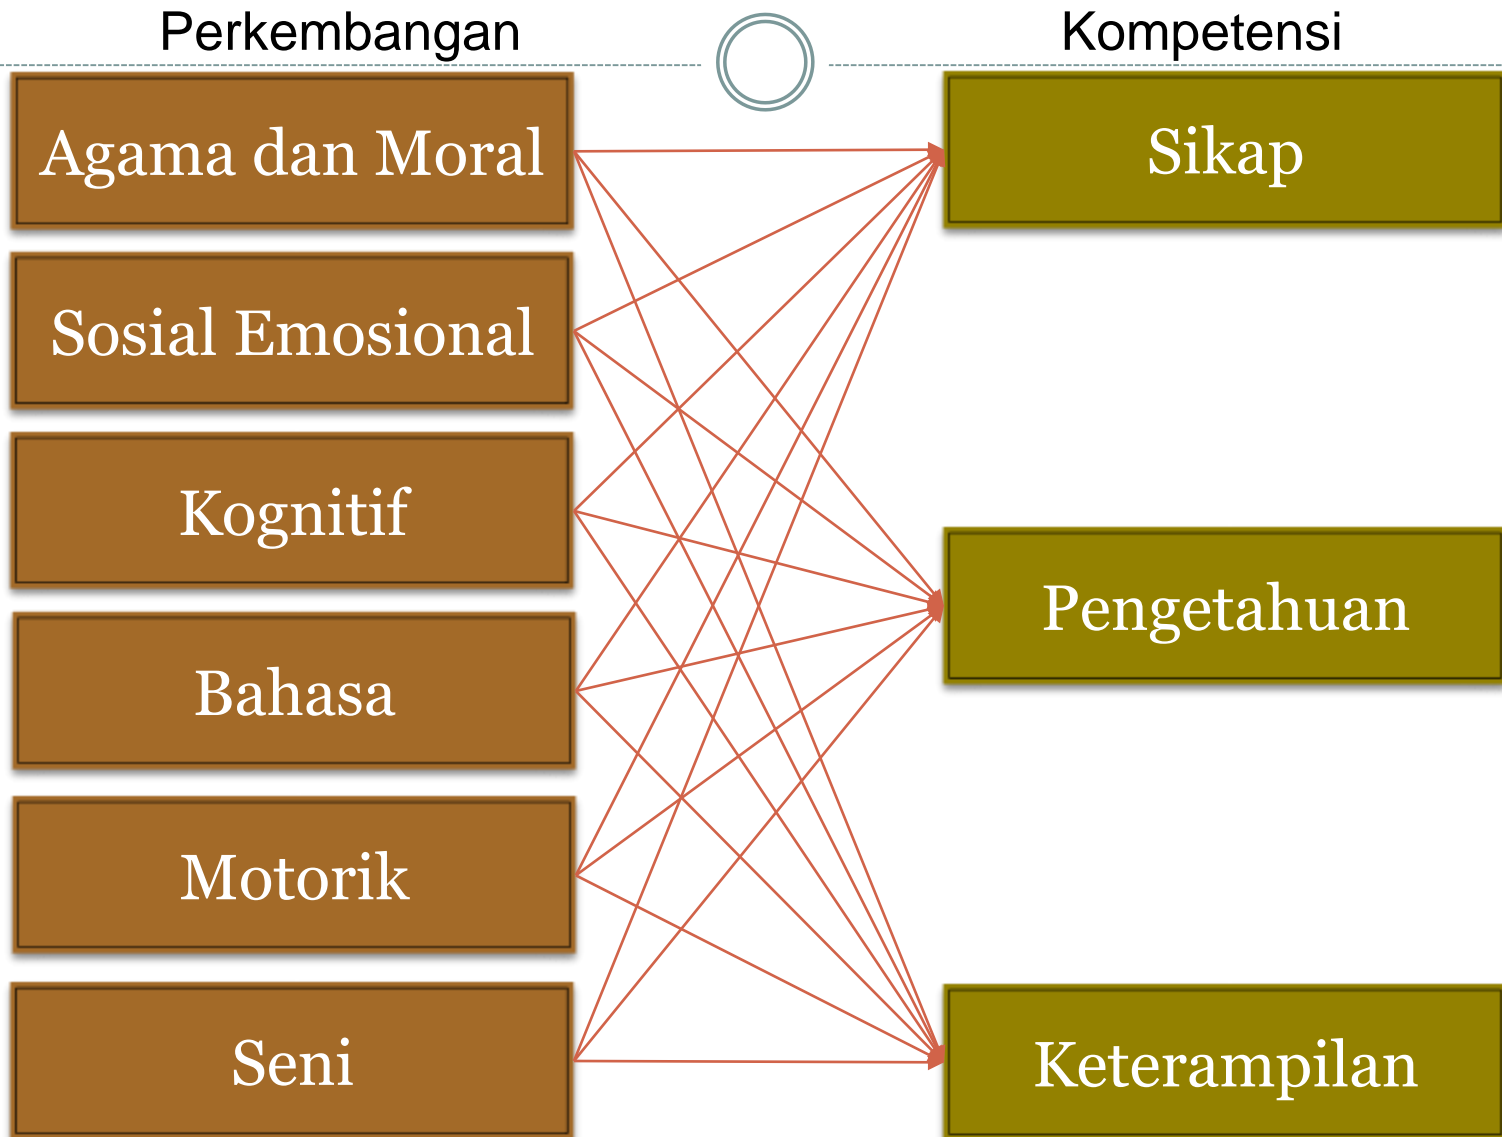 Perkembangan
Kompetensi
Agama dan Moral
Sikap
Sosial Emosional
Kognitif
Pengetahuan
Bahasa
Motorik
Seni
Keterampilan